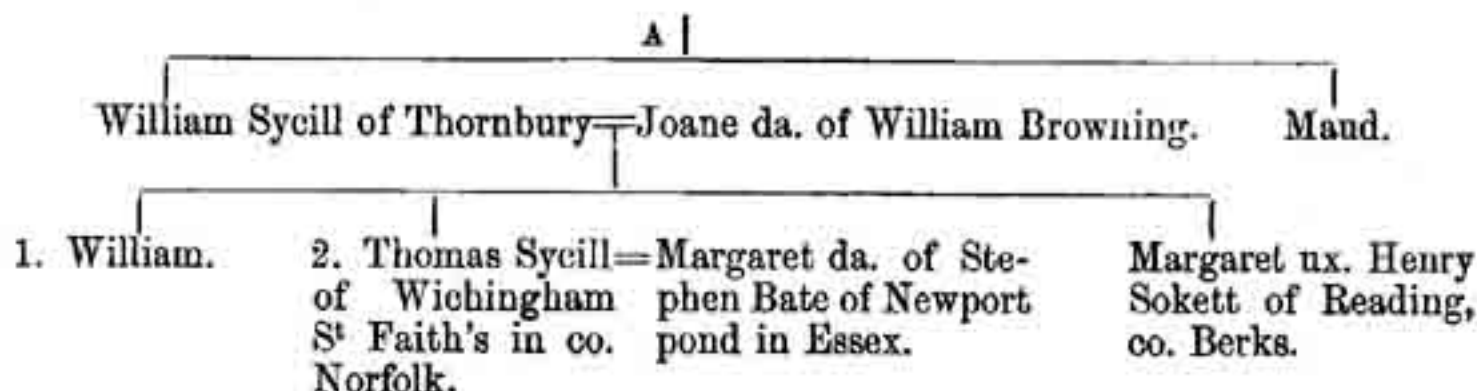 A
William Sycill of Thornbury=Joane da. of William Browning. Maud.
1. William.
2. Thomas Sycill=Margaret da. of Ste-
of Wichingham phen Bate of Newport
St Faith's in co. pond in Essex.
Norfolk.
Margaret ux. Henry
Sokett of Reading,
co. Berks.